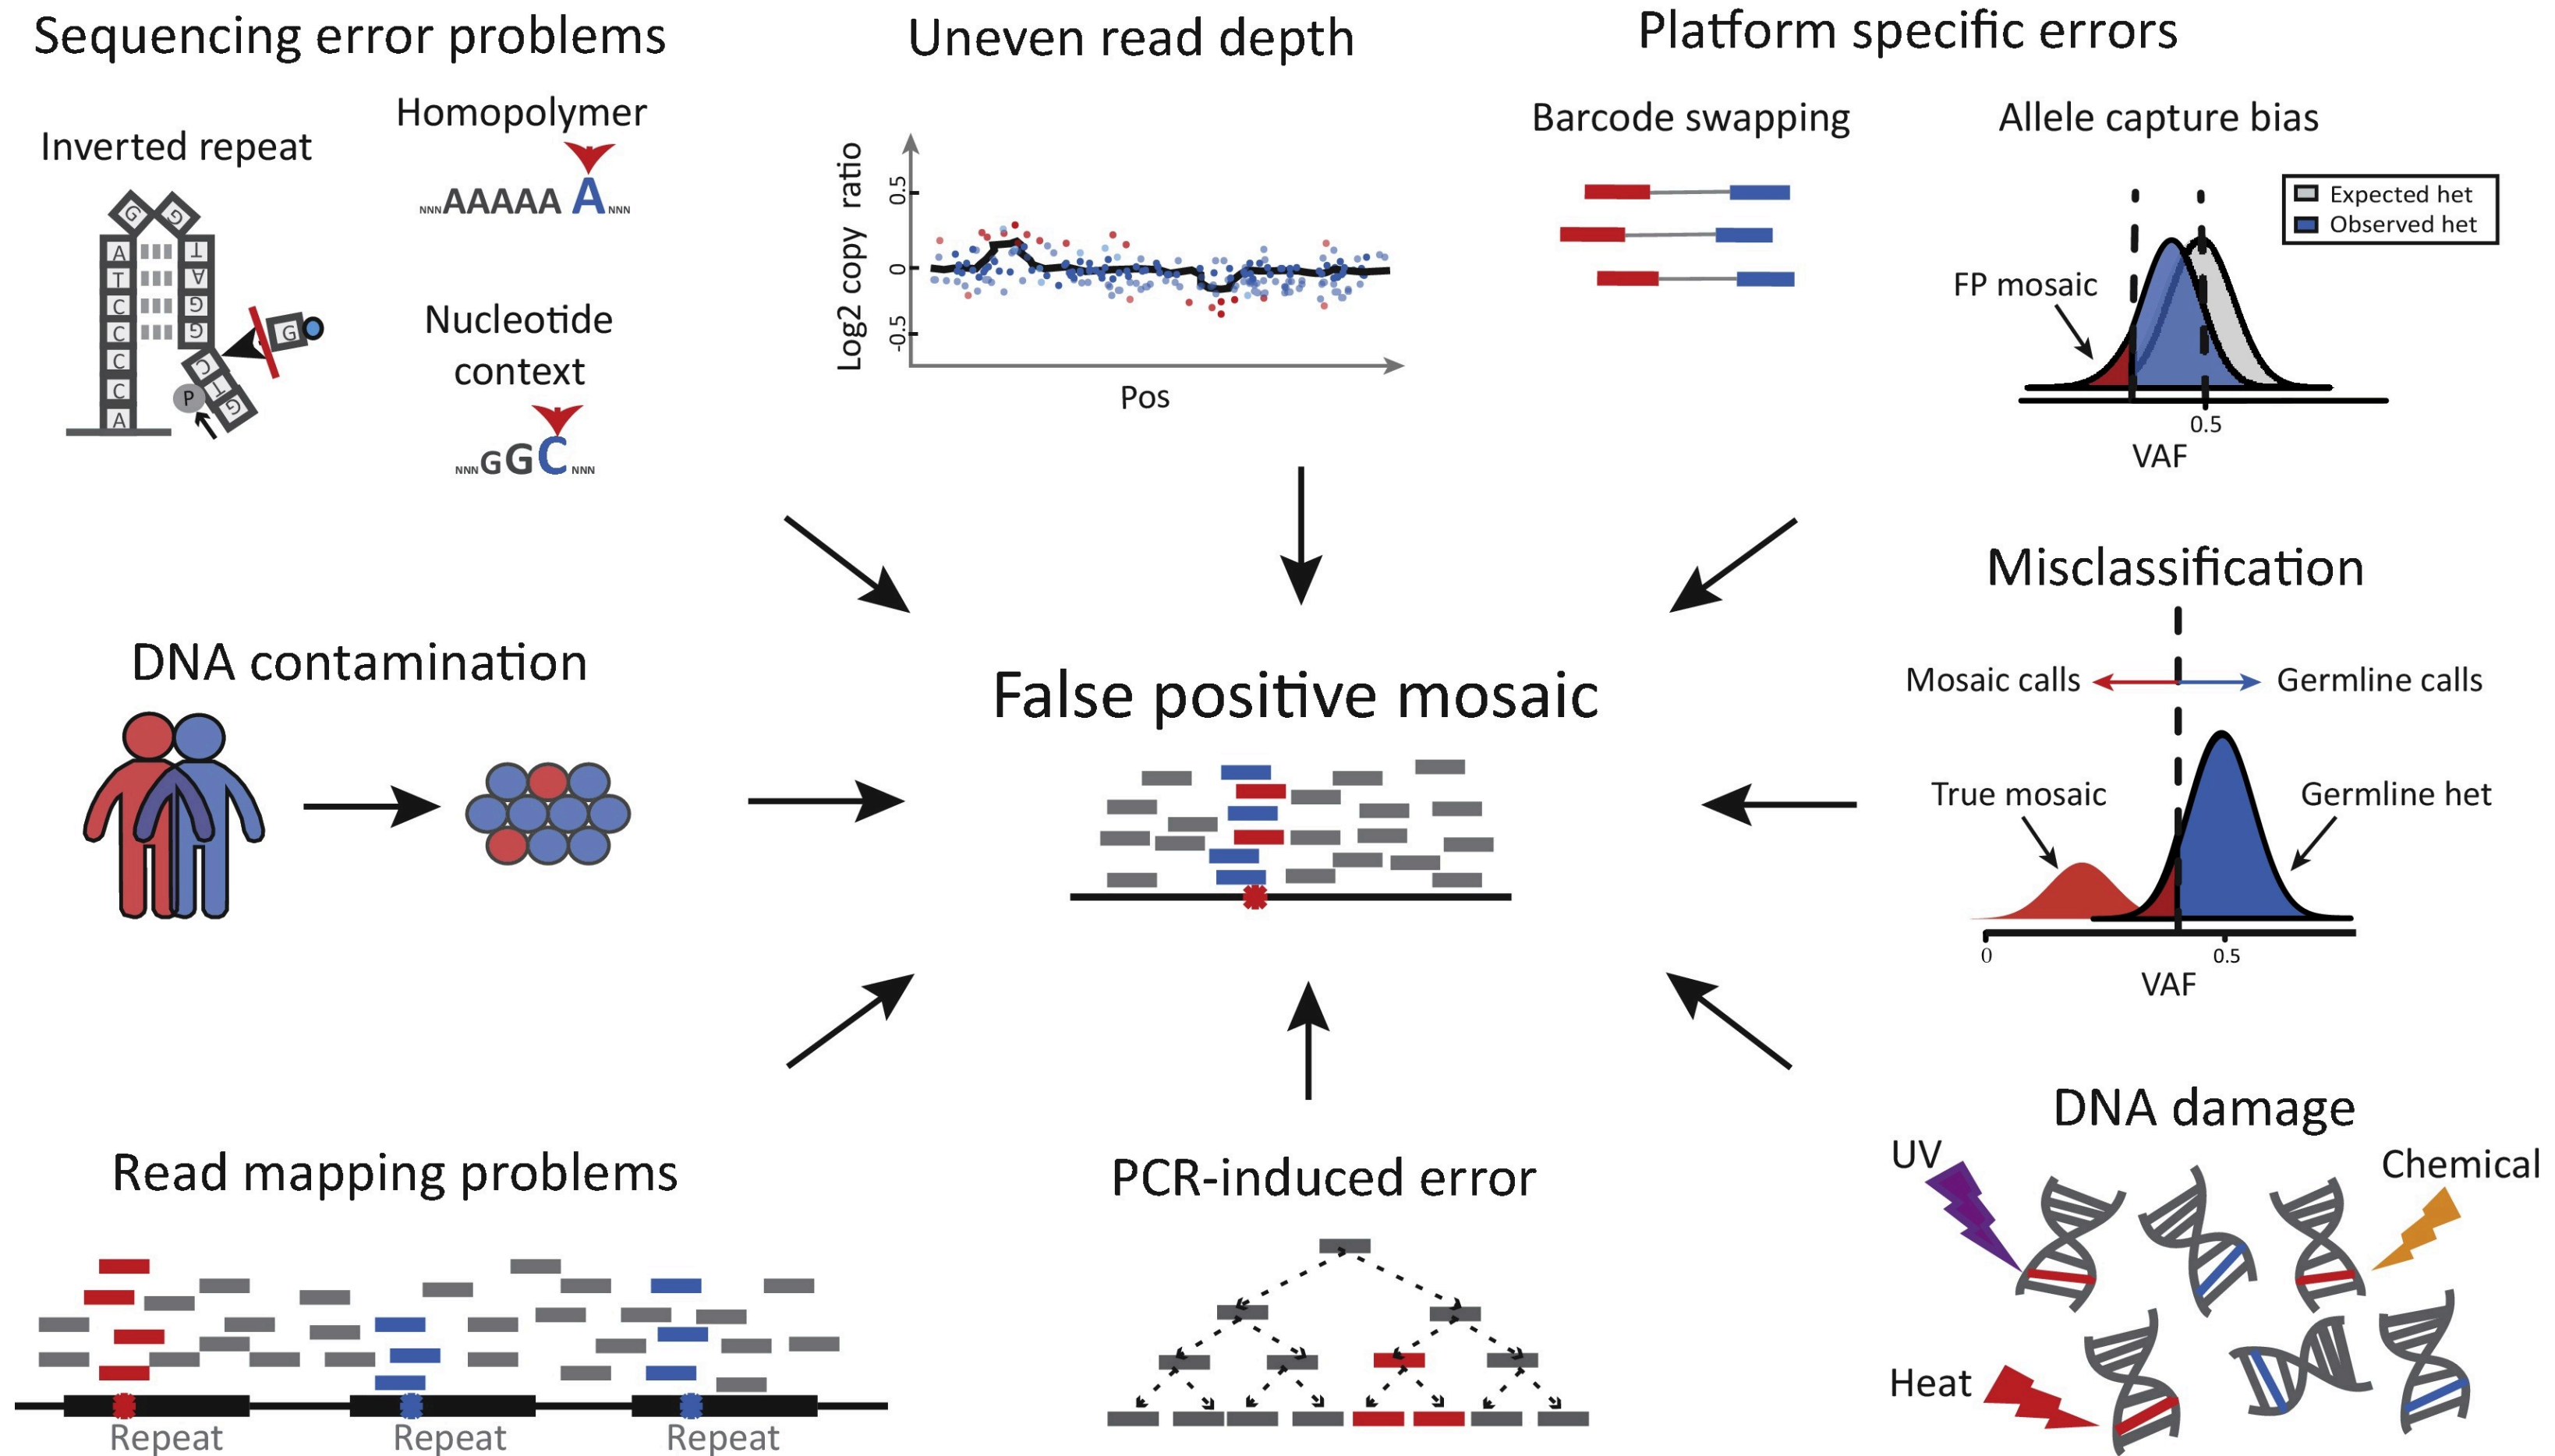 Sequencing error problems
Inverted repeat
G G
A T
T A
C G
C G
C
C
A
C
T
G
P
G
Homopolymer
NNNAAAAA A NNN
Nucleotide
context
NNNGGC NNN
Uneven read depth
Log2 copy ratio
0.5
0
-0.5
Pos
Platform specific errors
Barcode swapping
Allele capture bias
Expected het
Observed het
FP mosaic
0.5
VAF
Misclassification
Mosaic calls
Germline calls
True mosaic
Germline het
0
0.5
VAF
DNA contamination
False positive mosaic
Read mapping problems
Repeat
Repeat
Repeat
PCR-induced error
DNA damage
UV
Chemical
Heat